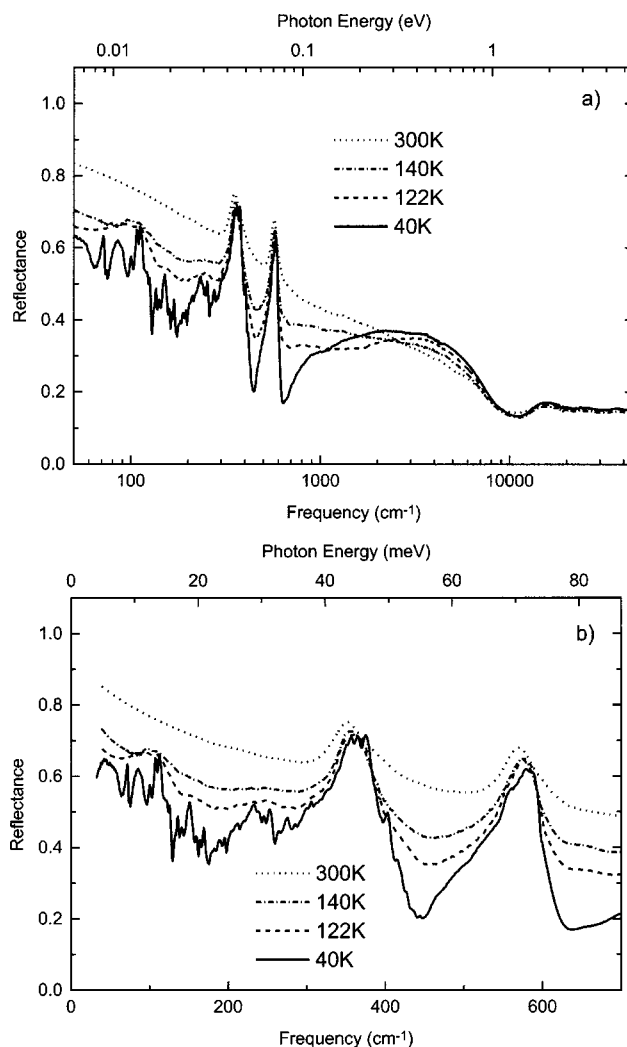 Photon Energy (eV)
0.01 0.1 1
a)
300K
140K
122K
40K
1.0
0.8
0.6
0.4
0.2
0.0
Reflectance
100 1000 10000
Frequency (cm⁻¹)
Photon Energy (meV)
0 20 40 60 80
b)
1.0
0.8
0.6
0.4
0.2
0.0
Reflectance
300K
140K
122K
40K
0 200 400 600
Frequency (cm⁻¹)